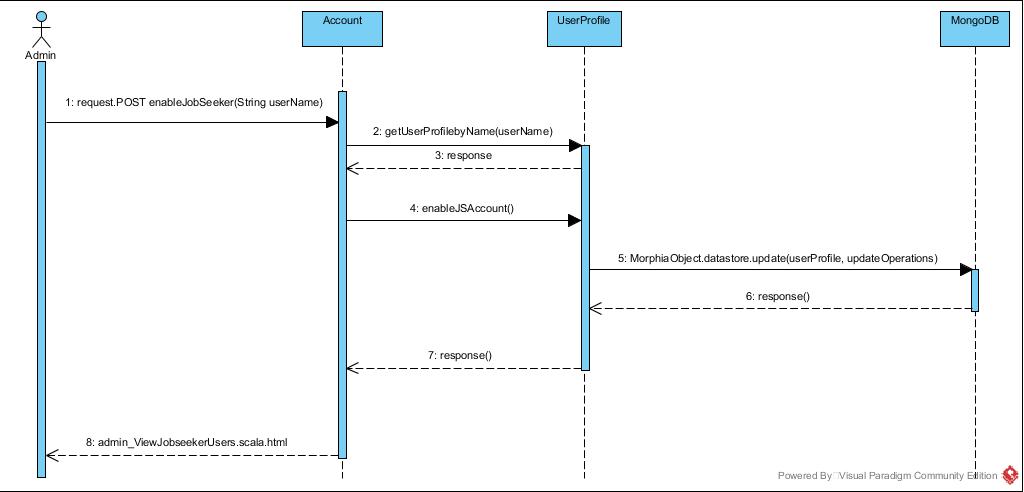 Account
UserProfile
MongoDB
Admin
1: request.POST enableJobSeeker(String userName)
2: getUserProfilebyName(userName)
3: response
4: enableJSAccount()
5: MorphiaObject.datastore.update(userProfile, updateOperations)
6: response()
7: response()
8: admin_ViewJobseekerUsers.scala.html
Powered By Visual Paradigm Community Edition